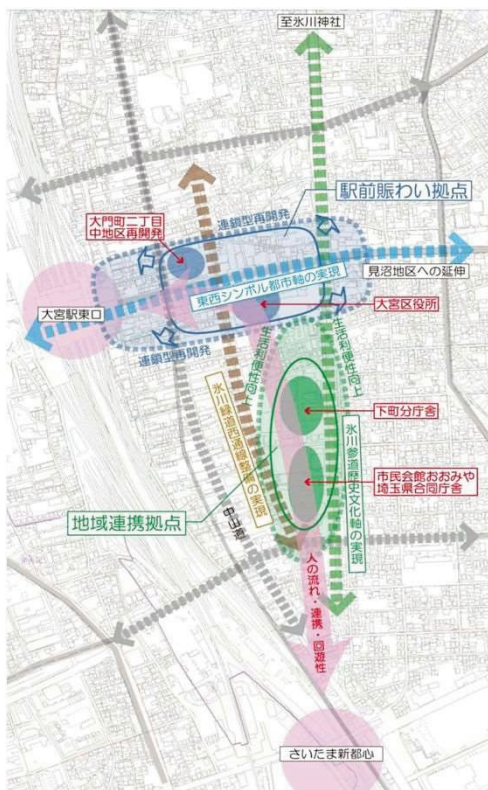 至氷川神社
駅前賑わい拠点
連鎖型再開発
大門町二丁目
中地区再開発
東西シンボル都市軸の実現
見沼地区への延伸
大宮駅東口
大宮区役所
連鎖型再開発
生活利便性向上
生活利便性向上
氷川緑道西通線整備の実現
下町分庁舎
市民会館おおみや
埼玉県合同庁舎
氷川参道歴史文化軸の実現
地域連携拠点
中山道
人の流れ・連携・回遊性
さいたま新都心